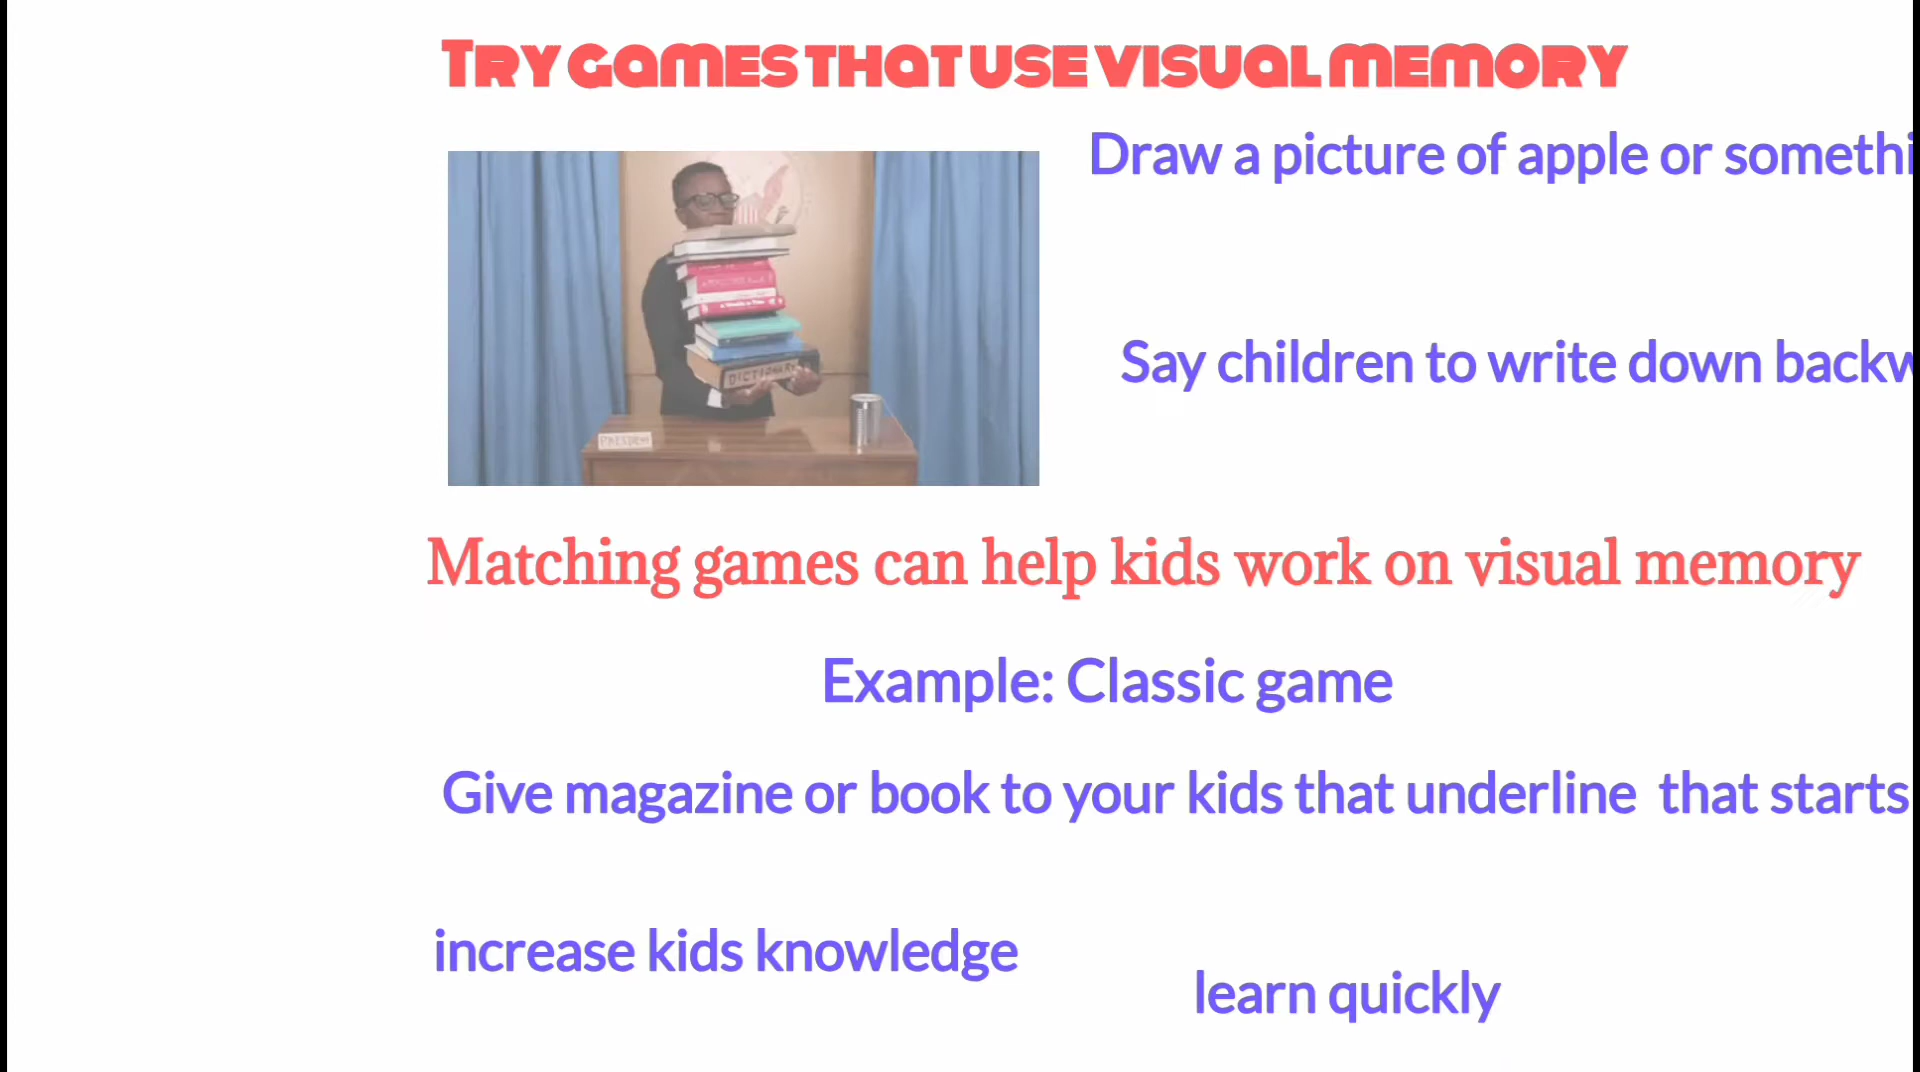 TRY GAMES THAT USE VISUAL MEMORY
Draw a picture of apple or somethi
DICTIONARY
PRESIDENT
Say children to write down backw
Matching games can help kids work on visual memory
Example: Classic game
Give magazine or book to your kids that underline that starts
increase kids knowledge
learn quickly